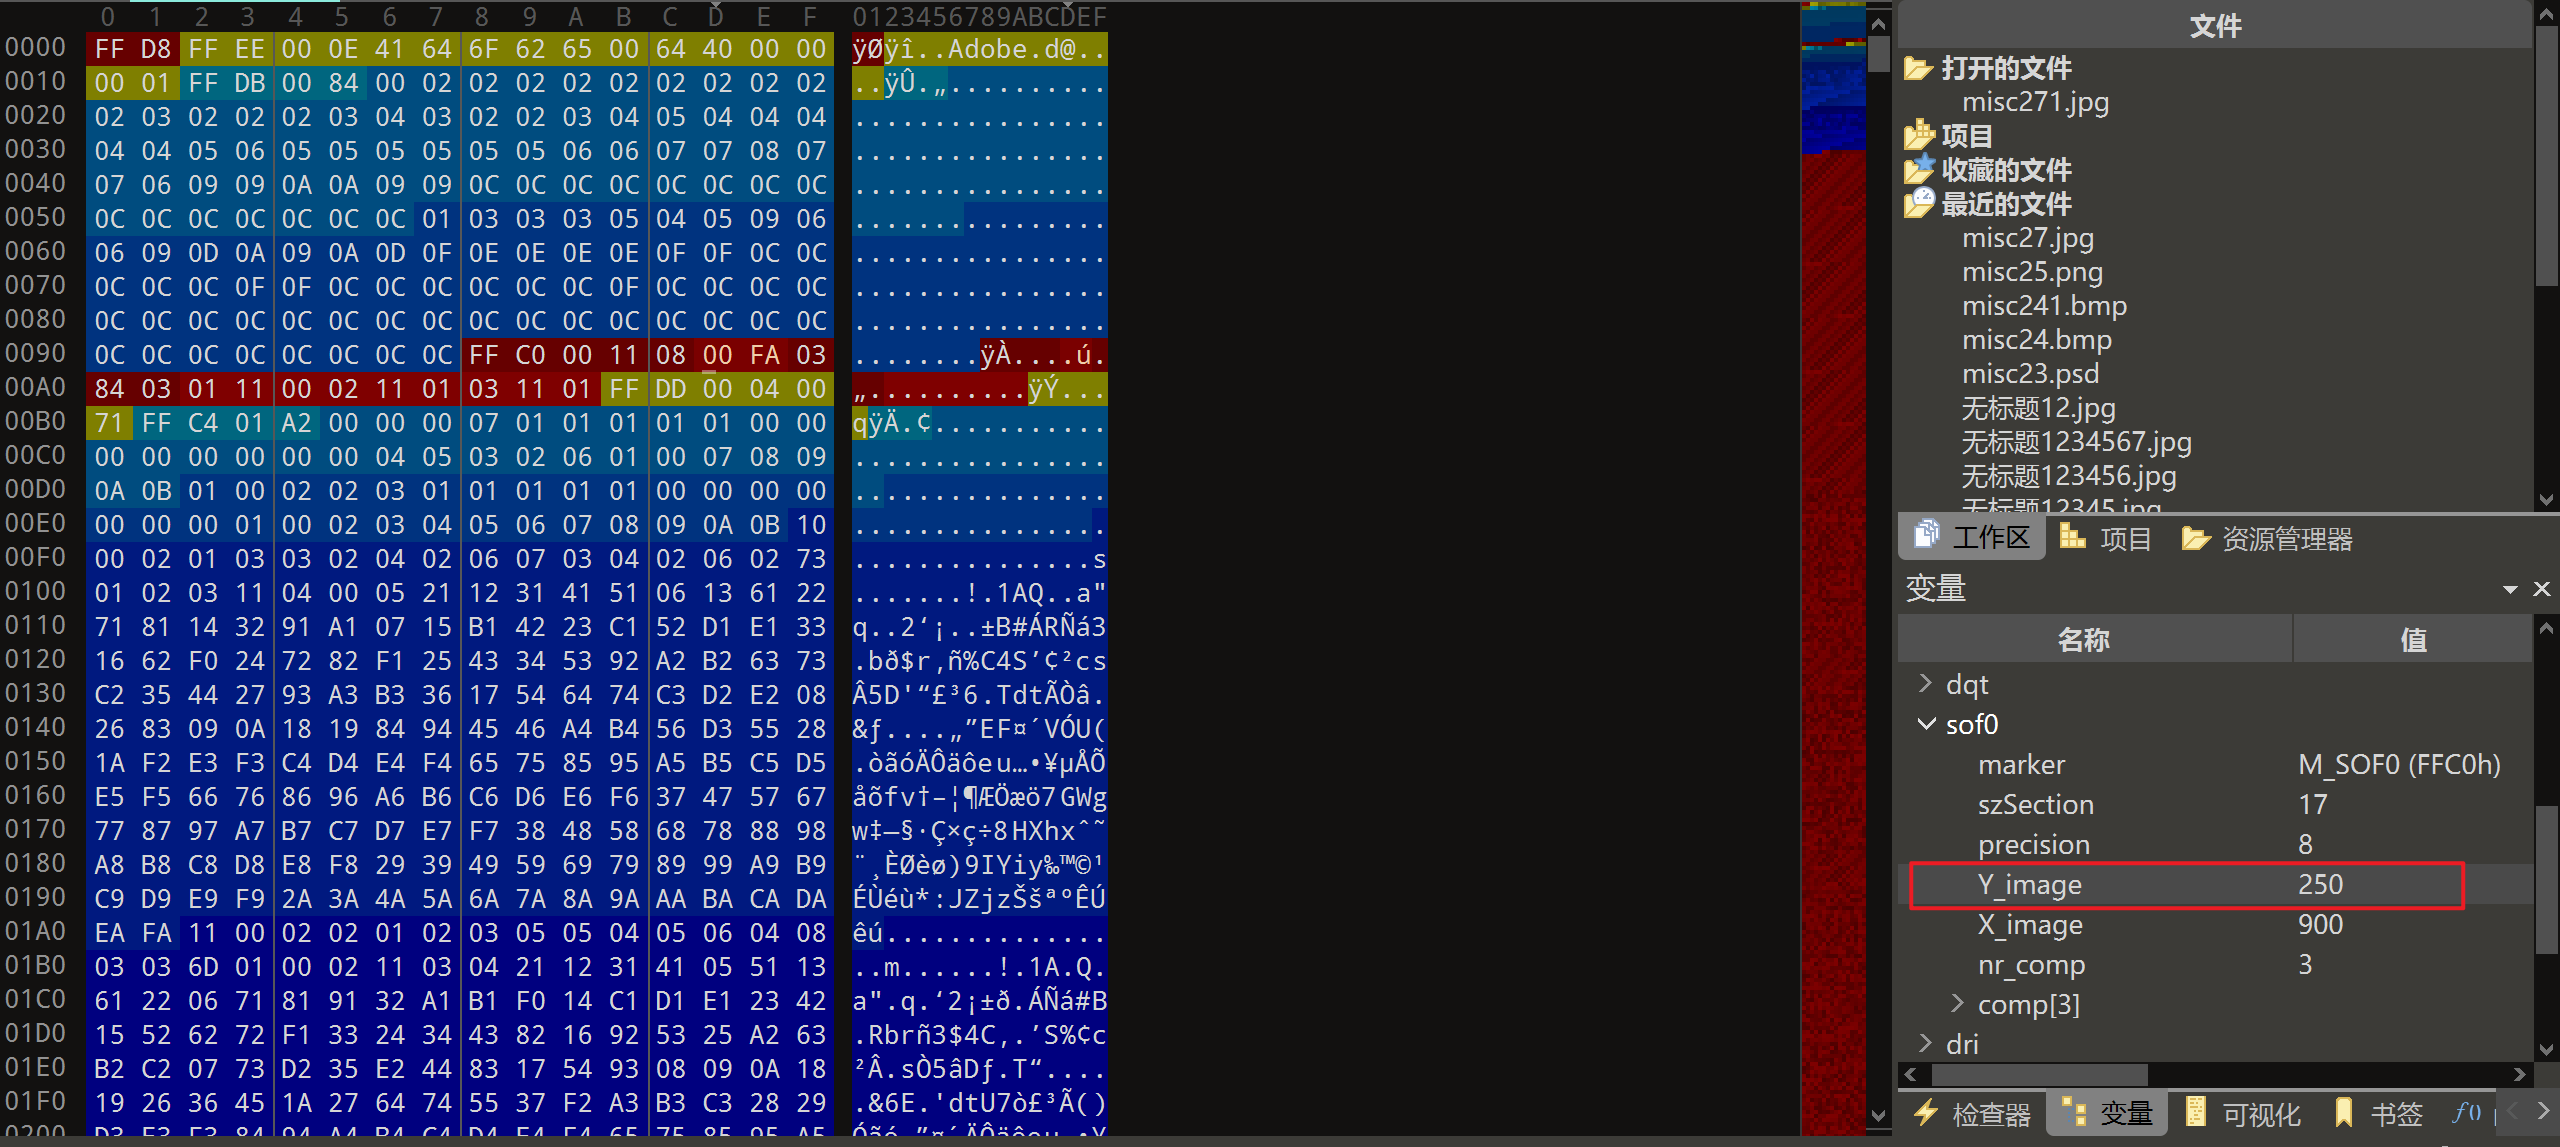 0 1 2 3 4 5 6 7 8 9 A B C D E F 0123456789ABCDEF
0000 FF D8 FF EE 00 0E 41 64 6F 62 65 00 64 40 00 00 ÿØÿî..Adobe.d@..
0010 00 01 FF DB 00 84 00 02 02 02 02 02 02 02 02 02 ..ÿÛ.„..........
0020 02 03 02 02 02 03 04 03 02 02 03 04 05 04 04 04 ................
0030 04 04 05 06 05 05 05 05 05 05 06 06 07 07 08 07 ................
0040 07 06 09 09 0A 0A 09 09 0C 0C 0C 0C 0C 0C 0C 0C ................
0050 0C 0C 0C 0C 0C 0C 0C 01 03 03 03 05 04 05 09 06 ................
0060 06 09 0D 0A 09 0A 0D 0F 0E 0E 0E 0E 0F 0F 0C 0C ................
0070 0C 0C 0C 0F 0F 0C 0C 0C 0C 0C 0C 0F 0C 0C 0C 0C ................
0080 0C 0C 0C 0C 0C 0C 0C 0C 0C 0C 0C 0C 0C 0C 0C 0C ................
0090 0C 0C 0C 0C 0C 0C 0C 0C FF C0 00 11 08 00 FA 03 ........ÿÀ....ú.
00A0 84 03 01 11 00 02 11 01 03 11 01 FF DD 00 04 00 „..........ÿÝ...
00B0 71 FF C4 01 A2 00 00 00 07 01 01 01 01 01 00 00 qÿÄ.¢...........
00C0 00 00 00 00 00 00 04 05 03 02 06 01 00 07 08 09 ................
00D0 0A 0B 01 00 02 02 03 01 01 01 01 01 00 00 00 00 ................
00E0 00 00 00 01 00 02 03 04 05 06 07 08 09 0A 0B 10 ................
00F0 00 02 01 03 03 02 04 02 06 07 03 04 02 06 02 73 ...............s
0100 01 02 03 11 04 00 05 21 12 31 41 51 06 13 61 22 .......!.1AQ..a"
0110 71 81 14 32 91 A1 07 15 B1 42 23 C1 52 D1 E1 33 q..2‘¡..±B#ÁRÑá3
0120 16 62 F0 24 72 82 F1 25 43 34 53 92 A2 B2 63 73 .bð$r‚ñ%C4S’¢²cs
0130 C2 35 44 27 93 A3 B3 36 17 54 64 74 C3 D2 E2 08 Â5D'“£³6.TdtÃÒâ.
0140 26 83 09 0A 18 19 84 94 45 46 A4 B4 56 D3 55 28 &ƒ....„”EF¤´VÓU(
0150 1A F2 E3 F3 C4 D4 E4 F4 65 75 85 95 A5 B5 C5 D5 .òãóÄÔäôeu…•¥µÅÕ
0160 E5 F5 66 76 86 96 A6 B6 C6 D6 E6 F6 37 47 57 67 åõfv†–¦¶ÆÖæö7GWg
0170 77 87 97 A7 B7 C7 D7 E7 F7 38 48 58 68 78 88 98 w‡—§·Ç×ç÷8HXhxˆ˜
0180 A8 B8 C8 D8 E8 F8 29 39 49 59 69 79 89 99 A9 B9 ¨¸ÈØèø)9IYiy‰™©¹
0190 C9 D9 E9 F9 2A 3A 4A 5A 6A 7A 8A 9A AA BA CA DA ÉÙéù*:JZjzŠšªºÊÚ
01A0 EA FA 11 00 02 02 01 02 03 05 05 04 05 06 04 08 êú..............
01B0 03 03 6D 01 00 02 11 03 04 21 12 31 41 05 51 13 ..m......!.1A.Q.
01C0 61 22 06 71 81 91 32 A1 B1 F0 14 C1 D1 E1 23 42 a".q.‘2¡±ð.ÁÑá#B
01D0 15 52 62 72 F1 33 24 34 43 82 16 92 53 25 A2 63 .Rbrñ3$4C‚.’S%¢c
01E0 B2 C2 07 73 D2 35 E2 44 83 17 54 93 08 09 0A 18 ²Â.sÒ5âDƒ.T“....
01F0 19 26 36 45 1A 27 64 74 55 37 F2 A3 B3 C3 28 29 .&6E.'dtU7ò£³Ã()
0200 D3 E3 F3 84 94 A4 B4 C4 D4 E4 F4 65 75 85 95 A5
文件
打开的文件
misc271.jpg
项目
收藏的文件
最近的文件
misc27.jpg
misc25.png
misc241.bmp
misc24.bmp
misc23.psd
无标题12.jpg
无标题1234567.jpg
无标题123456.jpg
无标题12345.jpg
工作区 项目 资源管理器
变量
名称 值
dqt
sof0
marker M_SOF0 (FFC0h)
szSection 17
precision 8
Y_image 250
X_image 900
nr_comp 3
comp[3]
dri
检查器 变量 可视化 书签 f()